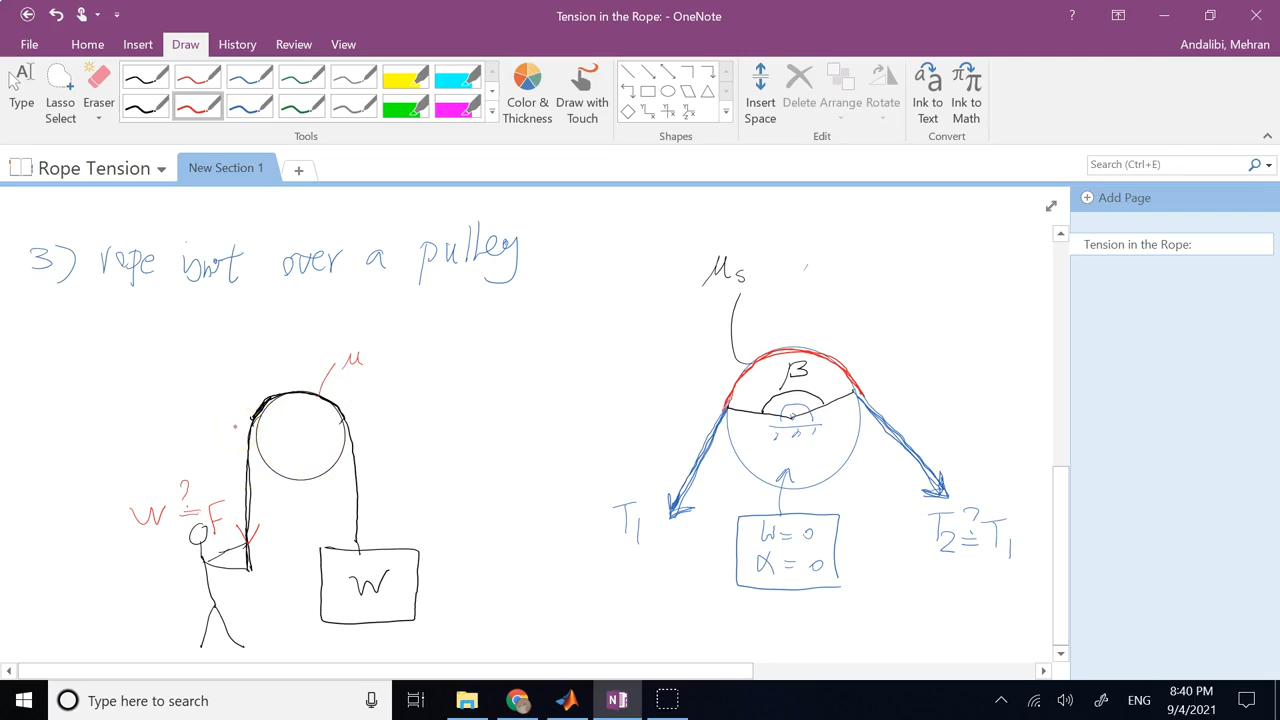 Tension in the Rope: - OneNote
?
File Home Insert Draw History Review View
Andalibi, Mehran
Type
Lasso Select
Eraser
Color & Thickness
Draw with Touch
Insert Space
Delete
Arrange
Rotate
Ink to Text
Ink to Math
Tools
Shapes
Edit
Convert
Rope Tension
New Section 1
Search (Ctrl+E)
Add Page
Tension in the Rope:
3) rope over a pulley
μs
μ
β
W ≟ F
W
T1
ω = 0
α = 0
T2 ≟ T1
Type here to search
ENG
8:40 PM
9/4/2021